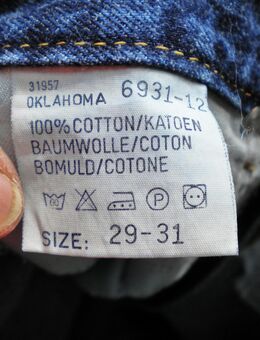 31957
OKLAHOMA 6931-12
100% COTTON/KATOEN
BAUMWOLLE/COTON
BOMULD/COTONE
P
SIZE: 29-31